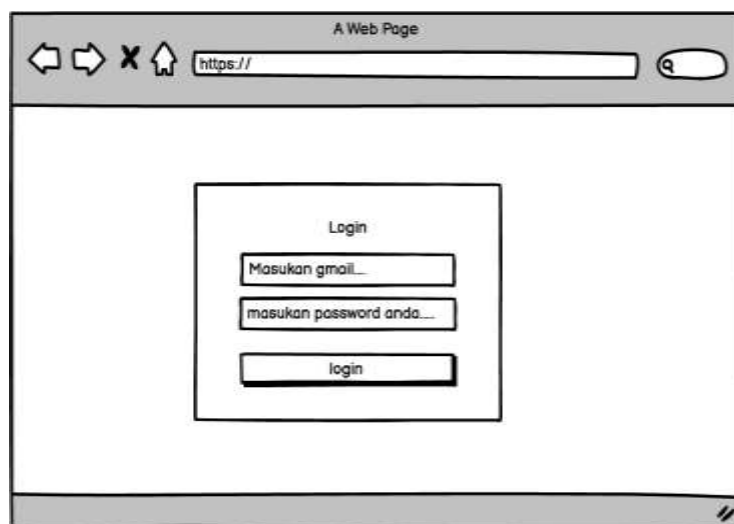 A Web Page
https://
Login
Masukan gmail....
masukan password anda.....
login